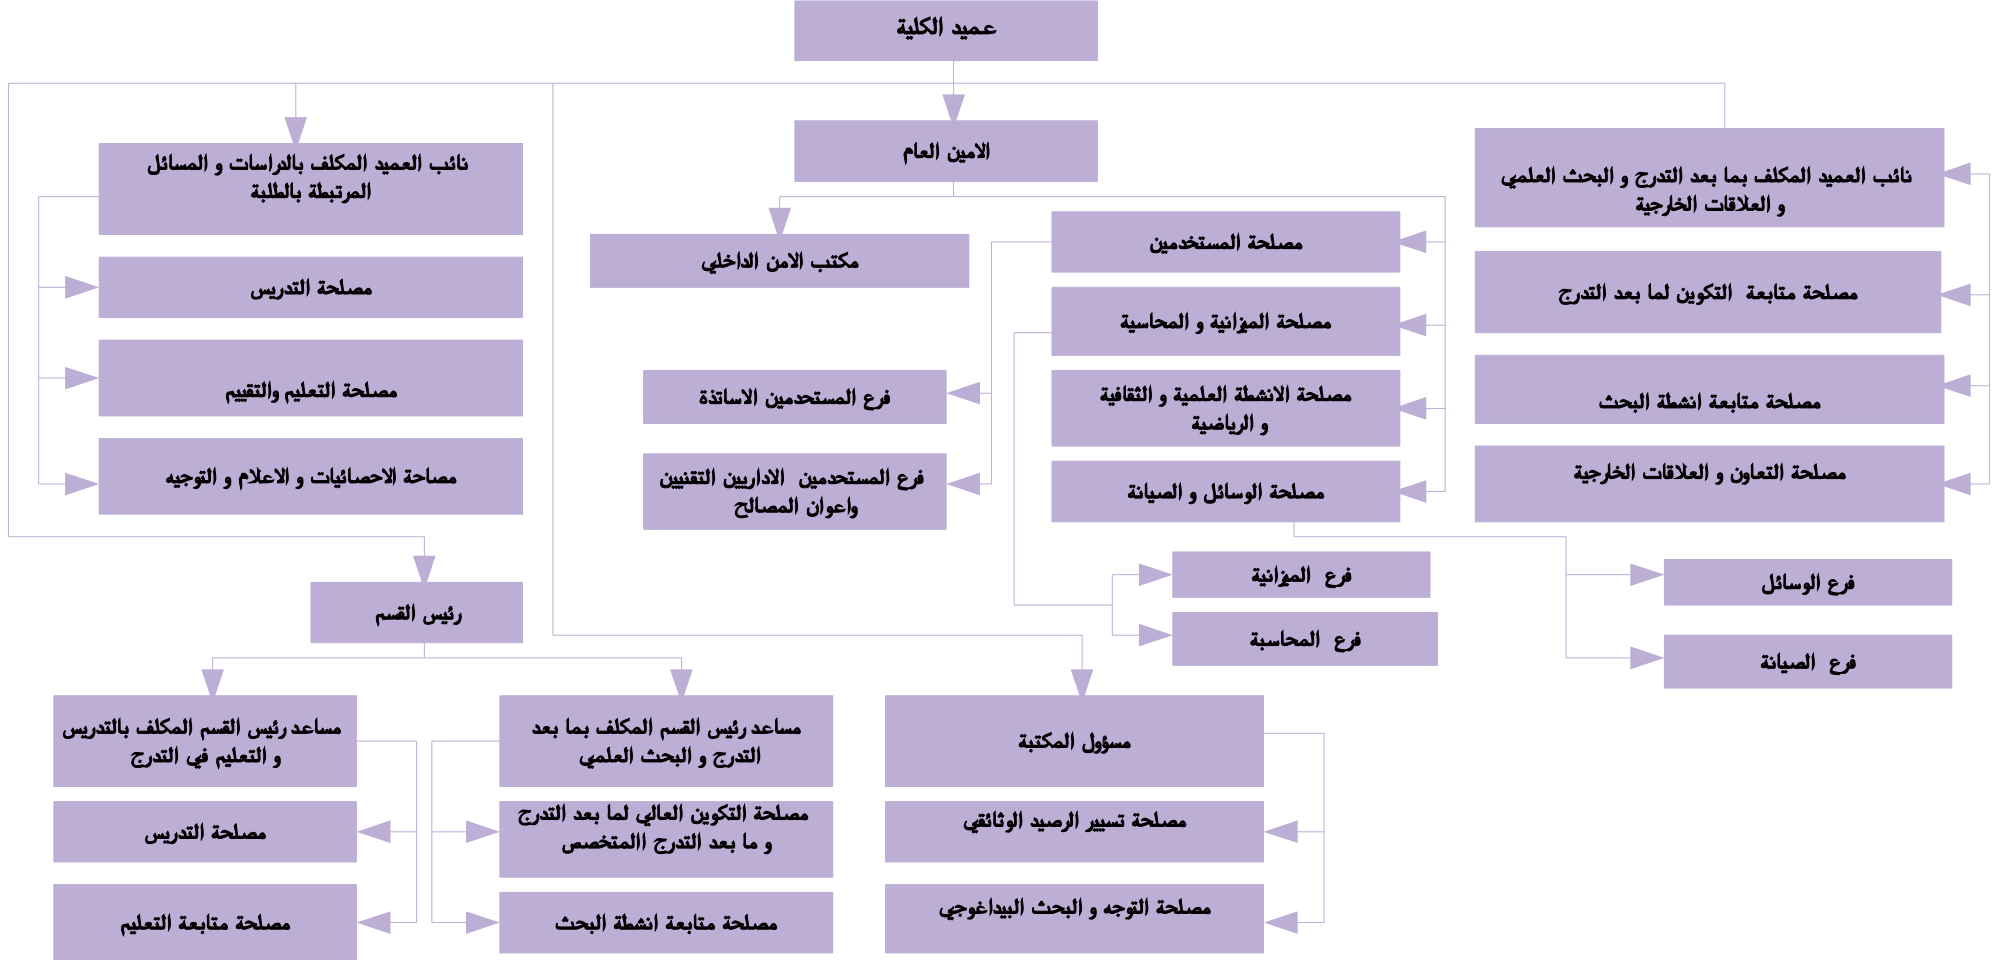 عميد الكلية
الامين العام
نائب العميد المكلف بما بعد التدرج و البحث العلمي
و العلاقات الخارجية
مصلحة متابعة التكوين لما بعد التدرج
مصلحة متابعة انشطة البحث
مصلحة التعاون و العلاقات الخارجية
مصلحة المستخدمين
مصلحة الميزانية و المحاسبة
مصلحة الانشطة العلمية و الثقافية
و الرياضية
مصلحة الوسائل و الصيانة
مكتب الامن الداخلي
فرع المستحدمين الاساتذة
فرع المستحدمين الاداريين التقنيين
واعوان المصالح
نائب العميد المكلف بالدراسات و المسائل
المرتبطة بالطلبة
مصلحة التدريس
مصلحة التعليم والتقييم
مصاحة الاحصائيات و الاعلام و التوجيه
فرع الوسائل
فرع الصيانة
فرع الميزانية
فرع المحاسبة
رئيس القسم
مسؤول المكتبة
مصلحة تسيير الرصيد الوثائقي
مصلحة التوجه و البحث البيداغوجي
مساعد رئيس القسم المكلف بما بعد
التدرج و البحث العلمي
مصلحة التكوين العالي لما بعد التدرج
و ما بعد التدرج االمتخصص
مصلحة متابعة انشطة البحث
مساعد رئيس القسم المكلف بالتدريس
و التعليم في التدرج
مصلحة التدريس
مصلحة متابعة التعليم